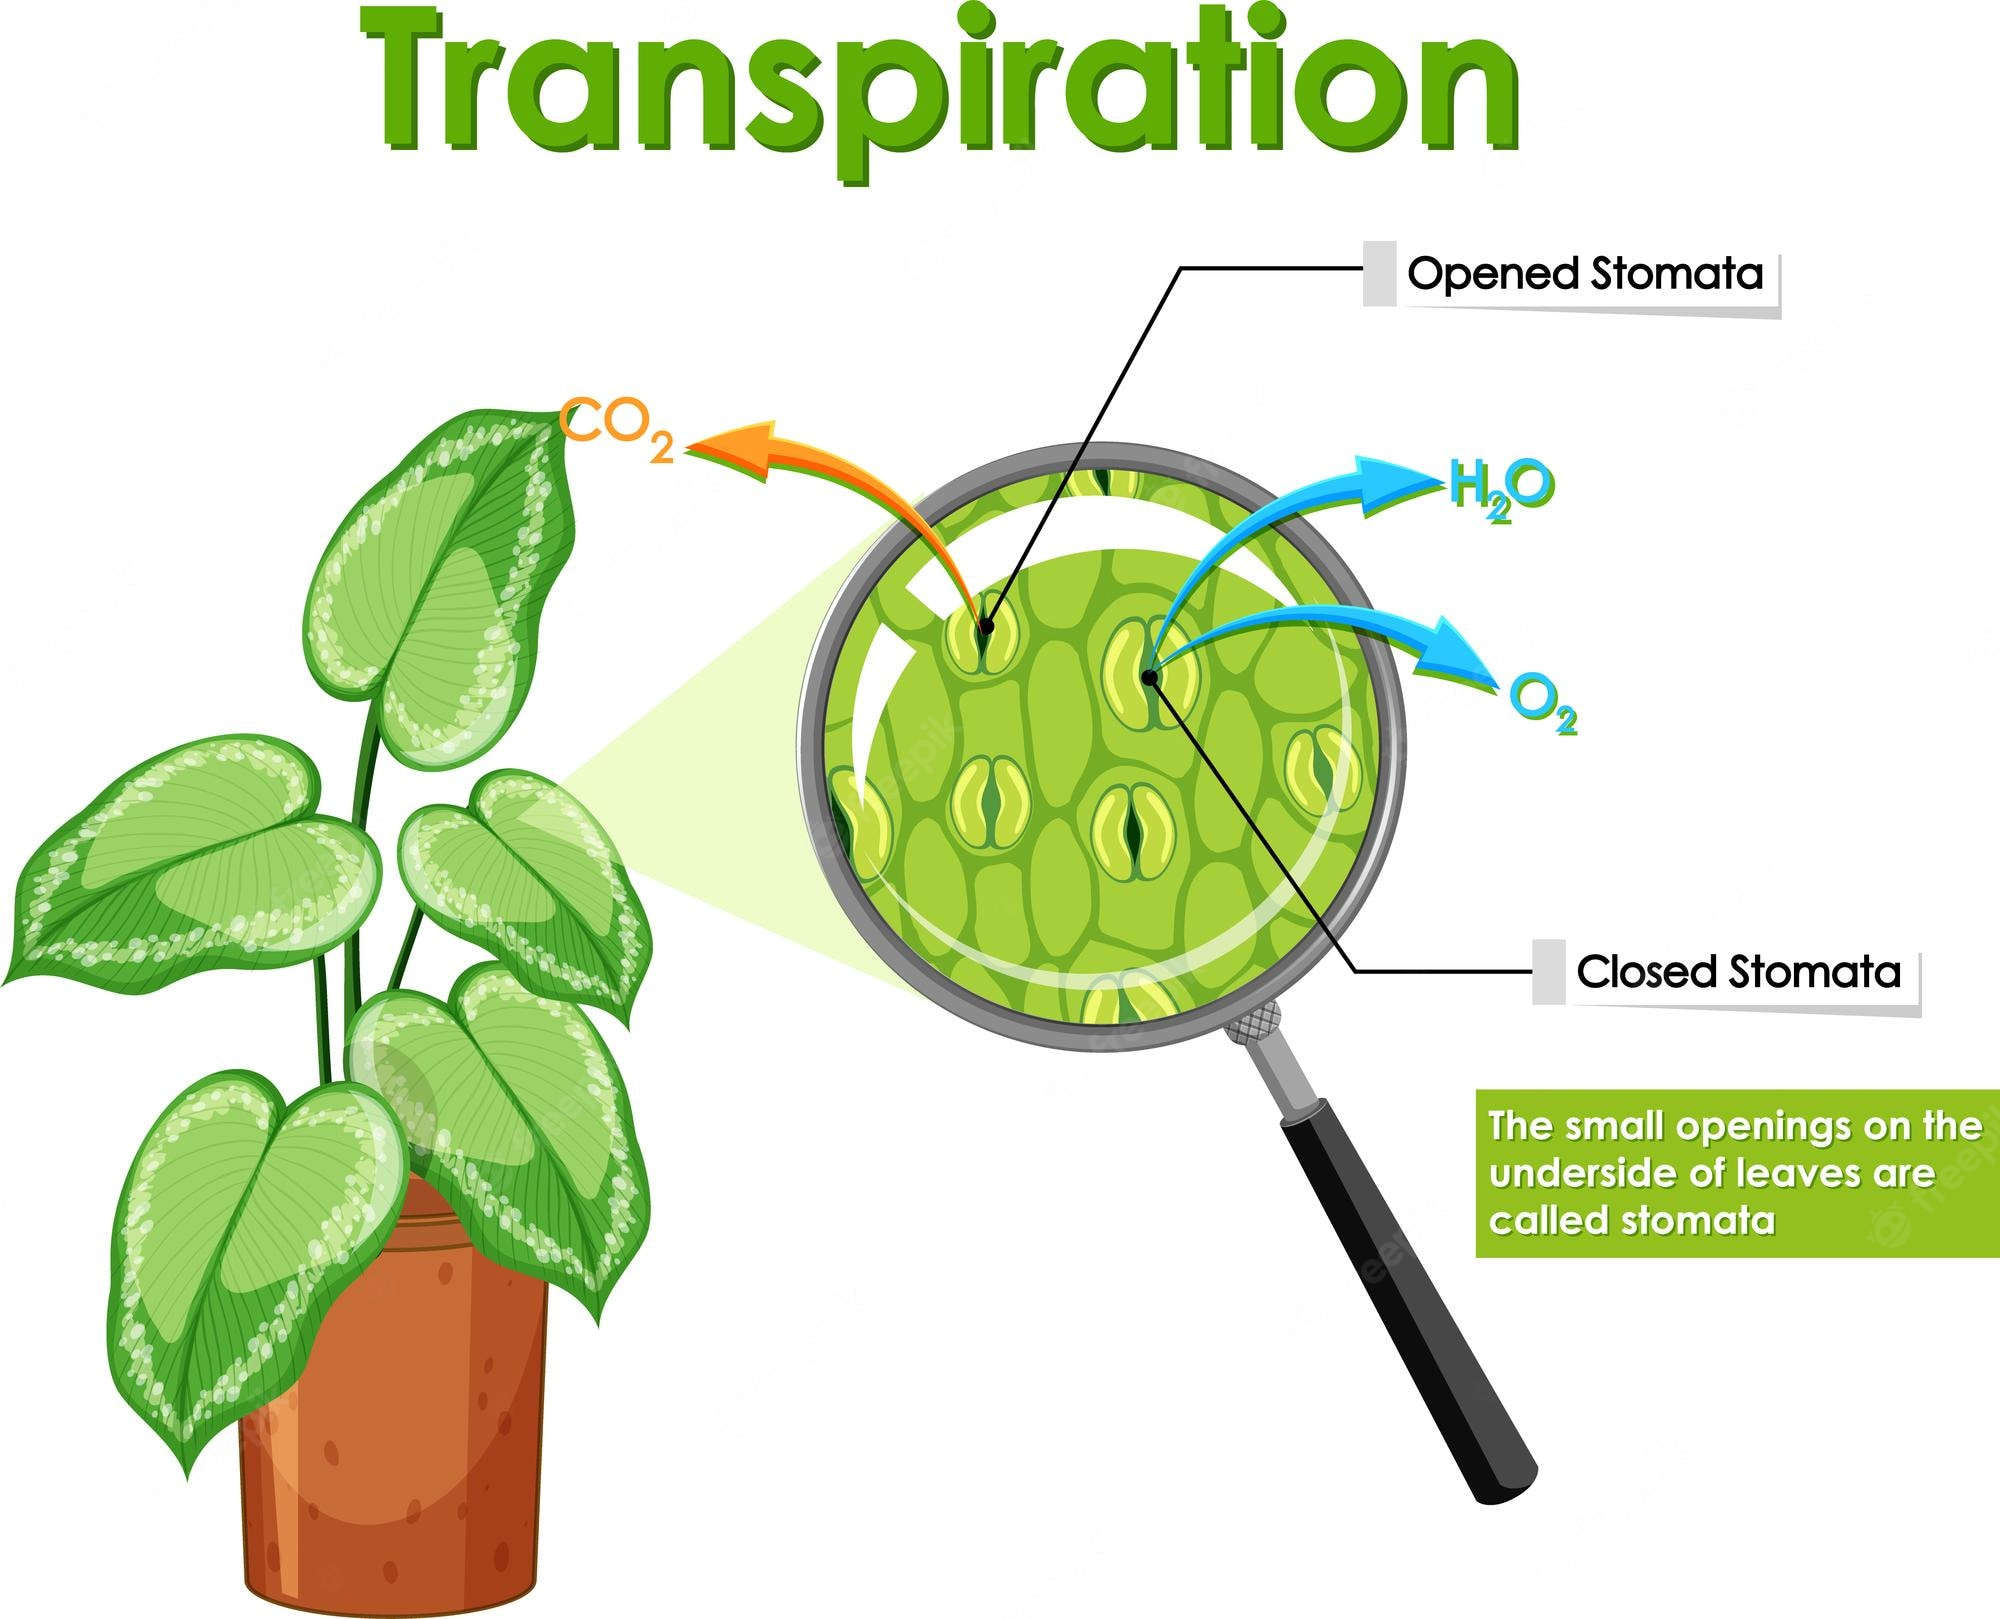 Transpiration
Opened Stomata
CO2
H2O
O2
Closed Stomata
The small openings on the
underside of leaves are
called stomata
freepik